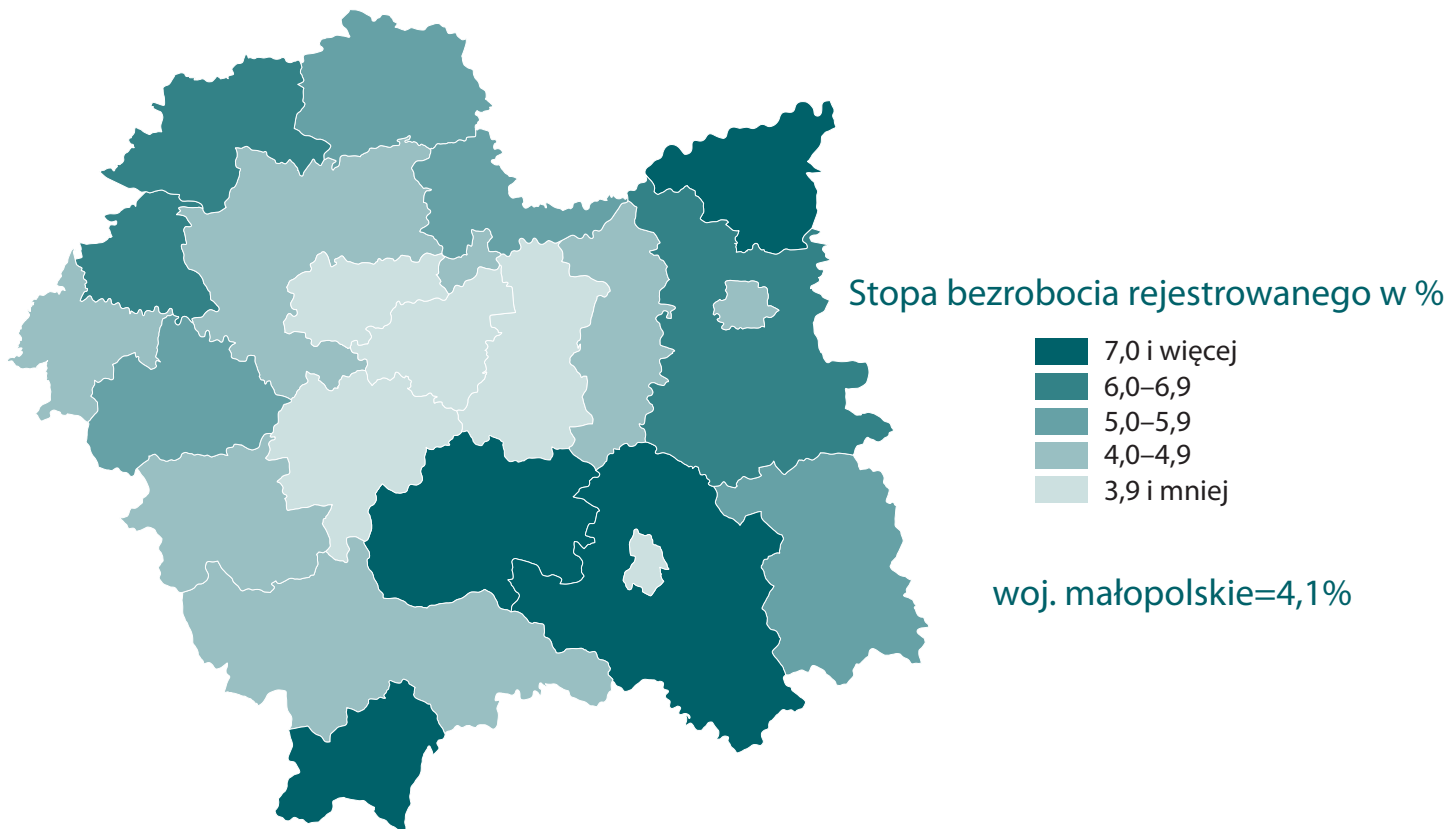 Stopa bezrobocia rejestrowanego w %
7,0 i więcej
6,0–6,9
5,0–5,9
4,0–4,9
3,9 i mniej
woj. małopolskie=4,1%